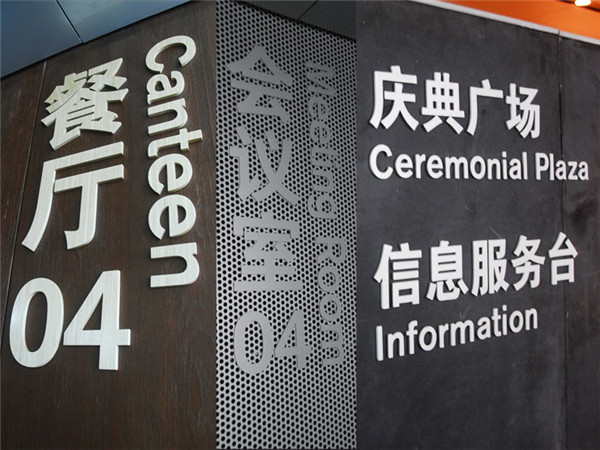 餐厅
04
Canteen
会议室
04
Meeting Room
庆典广场
Ceremonial Plaza
信息服务台
Information